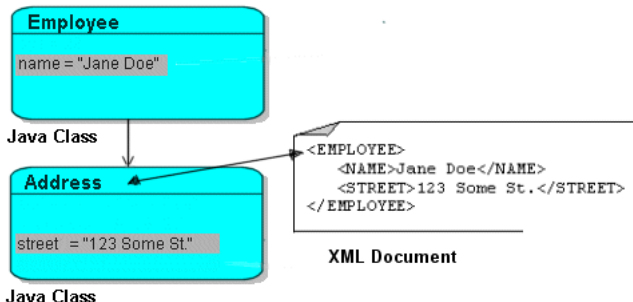 Employee
name = "Jane Doe"
Java Class
Address
street = "123 Some St."
Java Class
<EMPLOYEE>
<NAME>Jane Doe</NAME>
<STREET>123 Some St.</STREET>
</EMPLOYEE>
XML Document